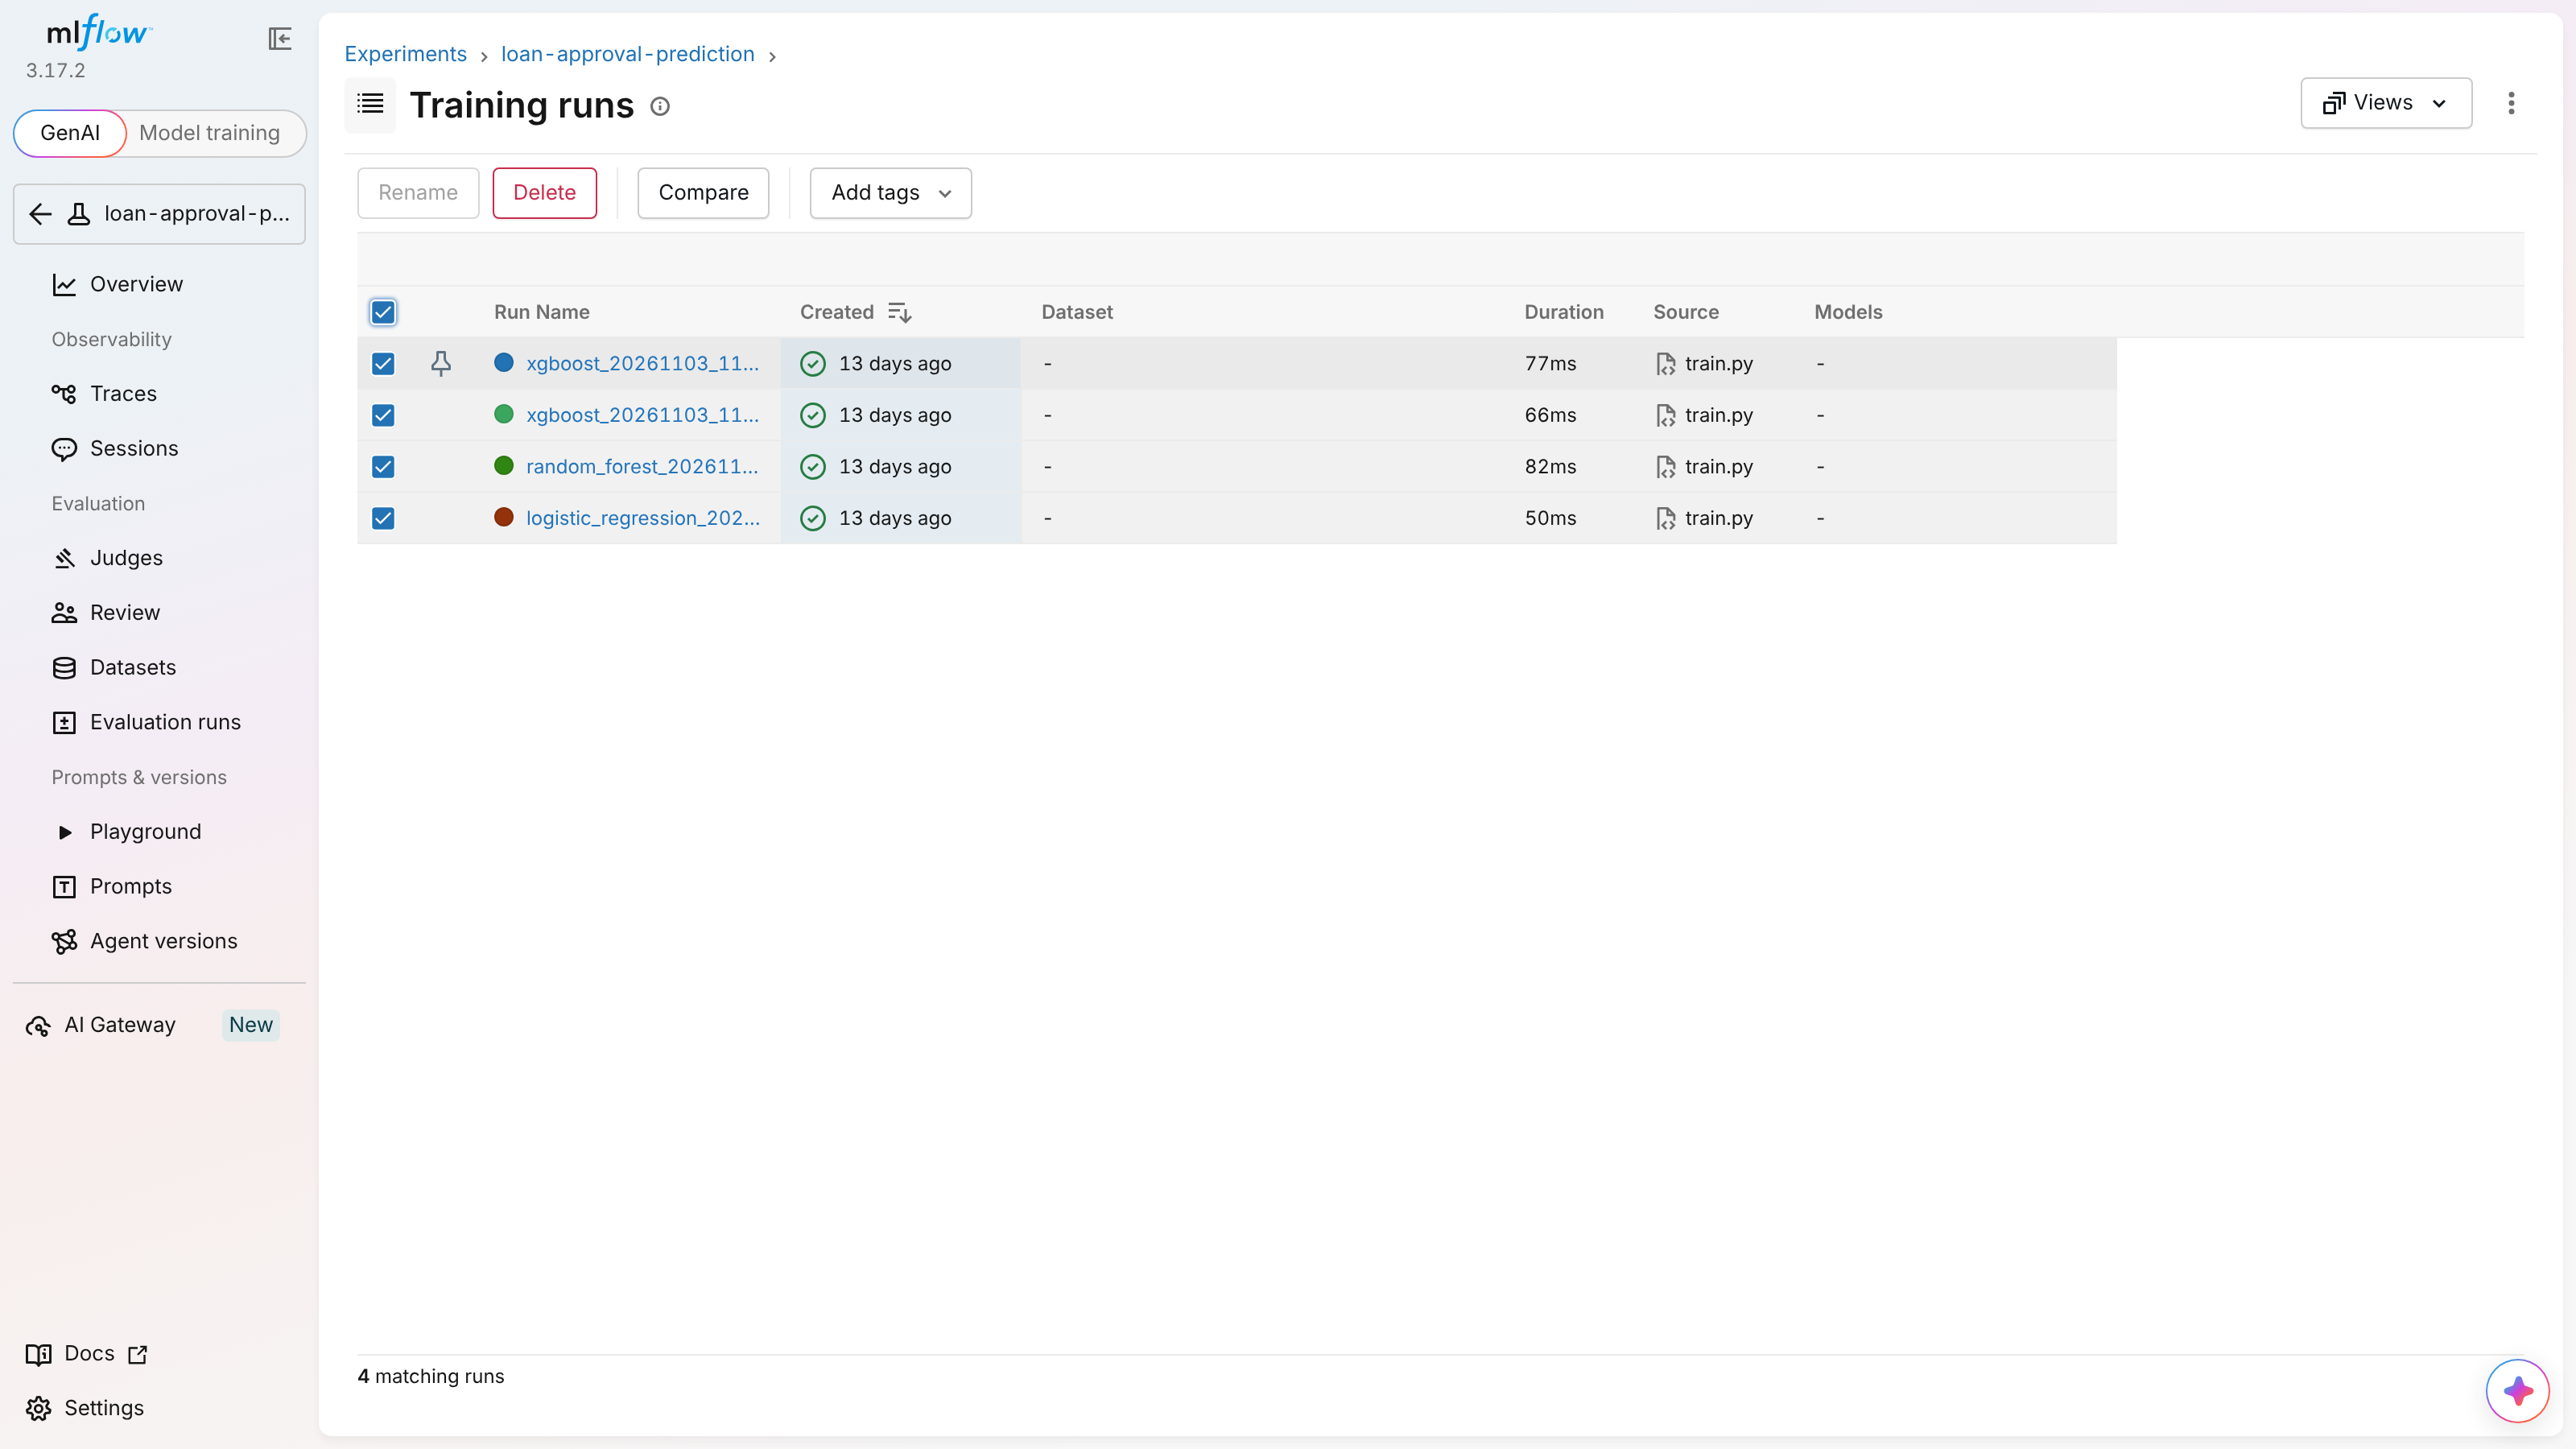 mlflow
3.17.2
GenAI
Model training
loan-approval-p...
Overview
Observability
Traces
Sessions
Evaluation
Judges
Review
Datasets
Evaluation runs
Prompts & versions
Playground
Prompts
Agent versions
AI Gateway
New
Docs
Settings
Experiments › loan-approval-prediction ›
Training runs
Views
Rename
Delete
Compare
Add tags
Run Name Created Dataset Duration Source Models
xgboost_20261103_11... 13 days ago - 77ms train.py -
xgboost_20261103_11... 13 days ago - 66ms train.py -
random_forest_202611... 13 days ago - 82ms train.py -
logistic_regression_202... 13 days ago - 50ms train.py -
4 matching runs